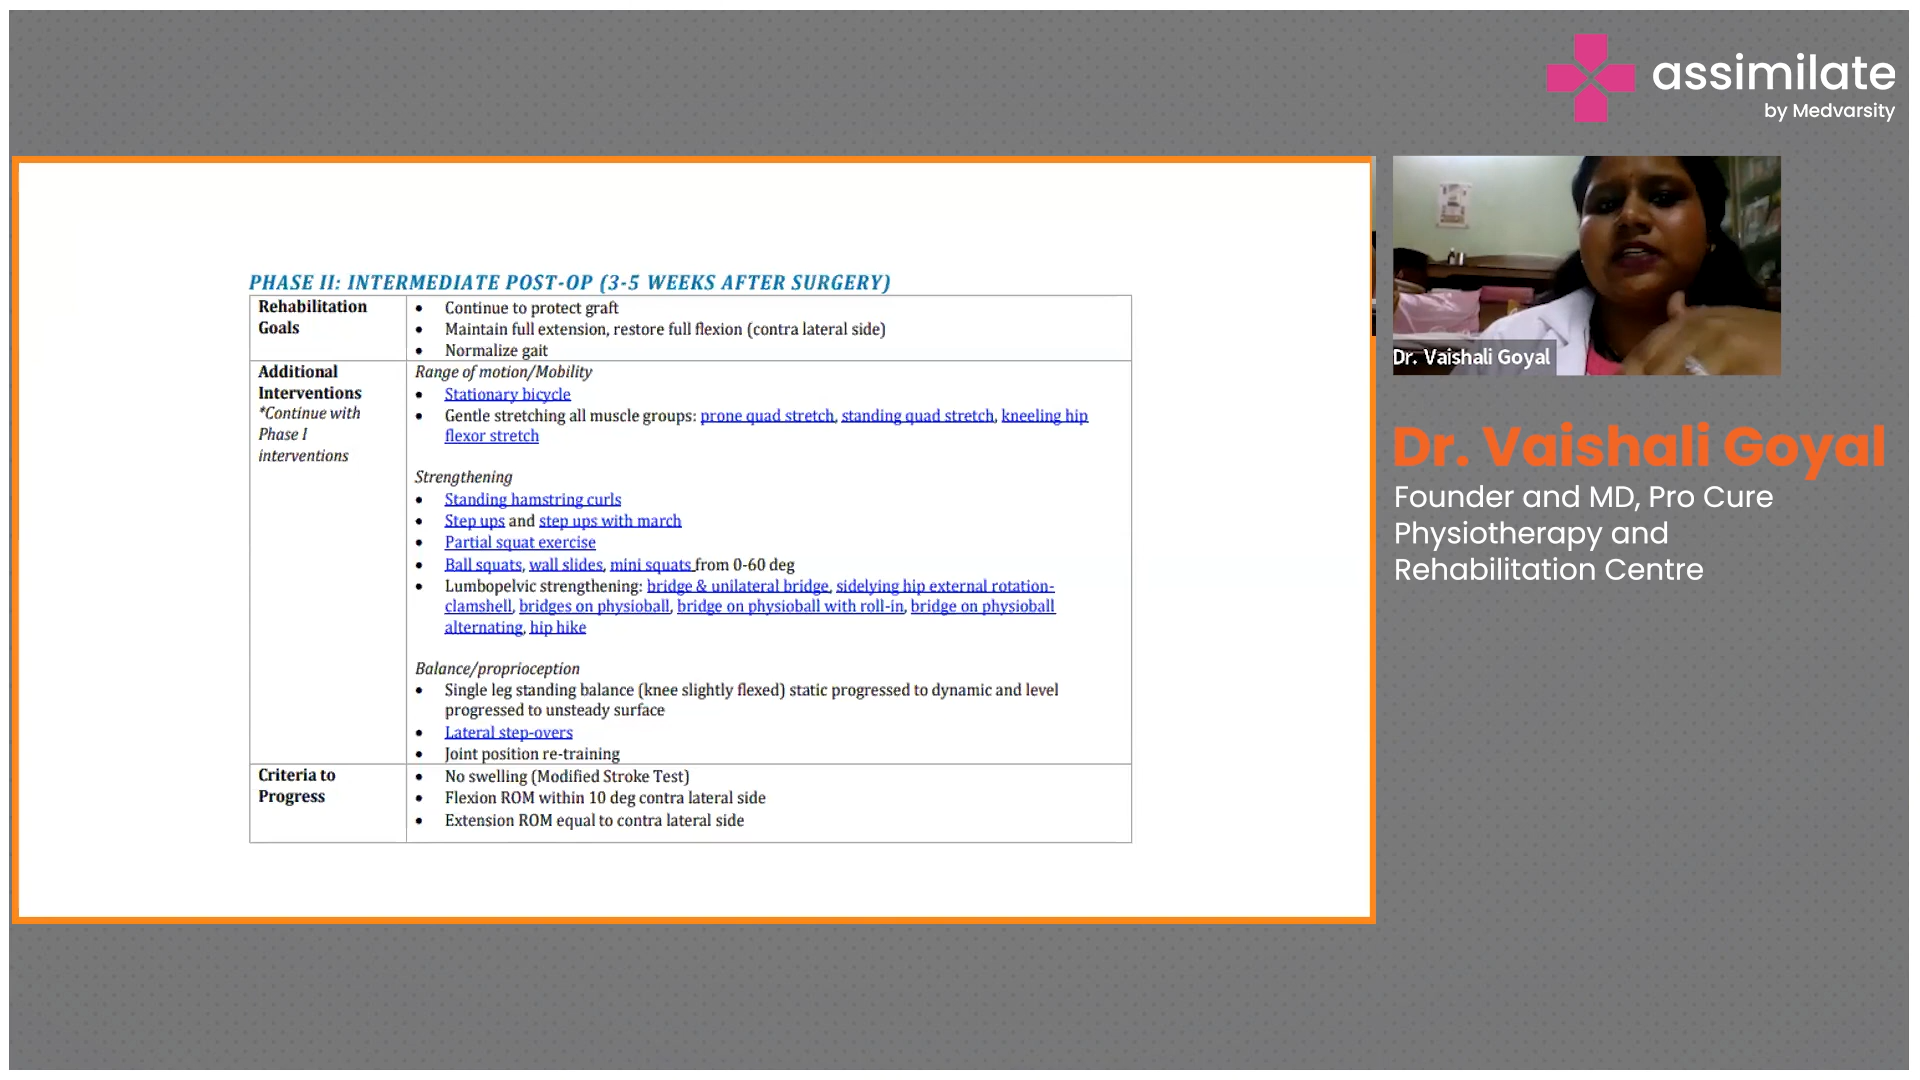 assimilate
by Medvarsity
PHASE II: INTERMEDIATE POST-OP (3-5 WEEKS AFTER SURGERY)
Rehabilitation
Goals
• Continue to protect graft
• Maintain full extension, restore full flexion (contra lateral side)
• Normalize gait
Additional
Interventions
*Continue with
Phase I
interventions
Range of motion/Mobility
• Stationary bicycle
• Gentle stretching all muscle groups: prone quad stretch, standing quad stretch, kneeling hip
flexor stretch
Strengthening
• Standing hamstring curls
• Step ups and step ups with march
• Partial squat exercise
• Ball squats, wall slides, mini squats from 0-60 deg
• Lumbopelvic strengthening: bridge & unilateral bridge, sidelying hip external rotation-
clamshell, bridges on physioball, bridge on physioball with roll-in, bridge on physioball
alternating, hip hike
Balance/proprioception
• Single leg standing balance (knee slightly flexed) static progressed to dynamic and level
progressed to unsteady surface
• Lateral step-overs
• Joint position re-training
Criteria to
Progress
• No swelling (Modified Stroke Test)
• Flexion ROM within 10 deg contra lateral side
• Extension ROM equal to contra lateral side
Dr. Vaishali Goyal
Dr. Vaishali Goyal
Founder and MD, Pro Cure
Physiotherapy and
Rehabilitation Centre